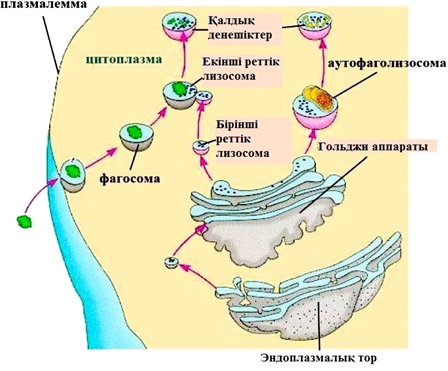 плазмалемма
Қалдық
денешіктер
цитоплазма
Екінші реттік
лизосома
аутофаголизосома
Бірінші
реттік
лизосома
Гольджи аппараты
фагосома
Эндоплазмалық тор